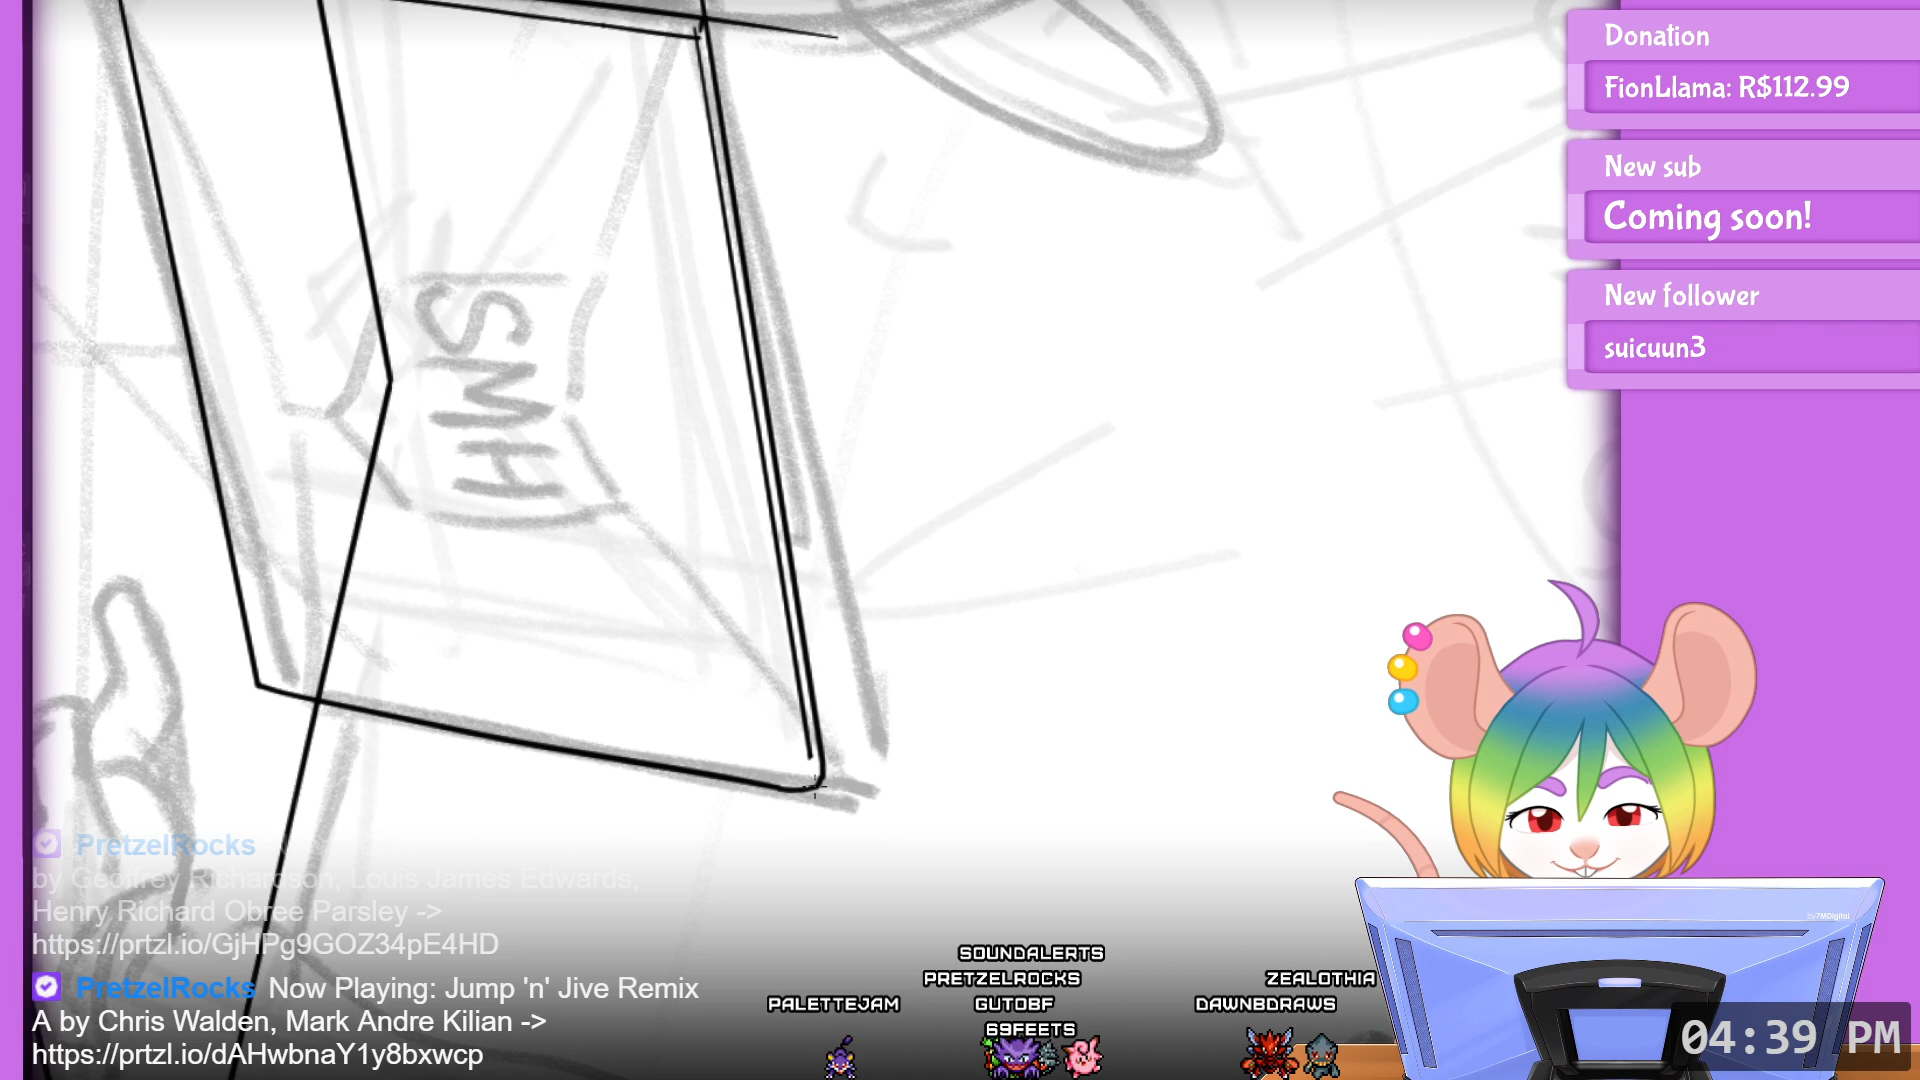 Donation
FionLlama: R$112.99
New sub
Coming soon!
New follower
suicuun3
SMH
PretzelRocks
by Geoffrey Richardson, Louis James Edwards,
Henry Richard Obree Parsley ->
https://prtzl.io/GjHPg9GOZ34pE4HD
PretzelRocks Now Playing: Jump 'n' Jive Remix
A by Chris Walden, Mark Andre Kilian ->
https://prtzl.io/dAHwbnaY1y8bxwcp
SOUNDALERTS
PRETZELROCKS
ZEALOTHIA
PALETTEJAM
GUTOBF
DAWNBDRAWS
69FEETS
by7MDigital
04:39 PM